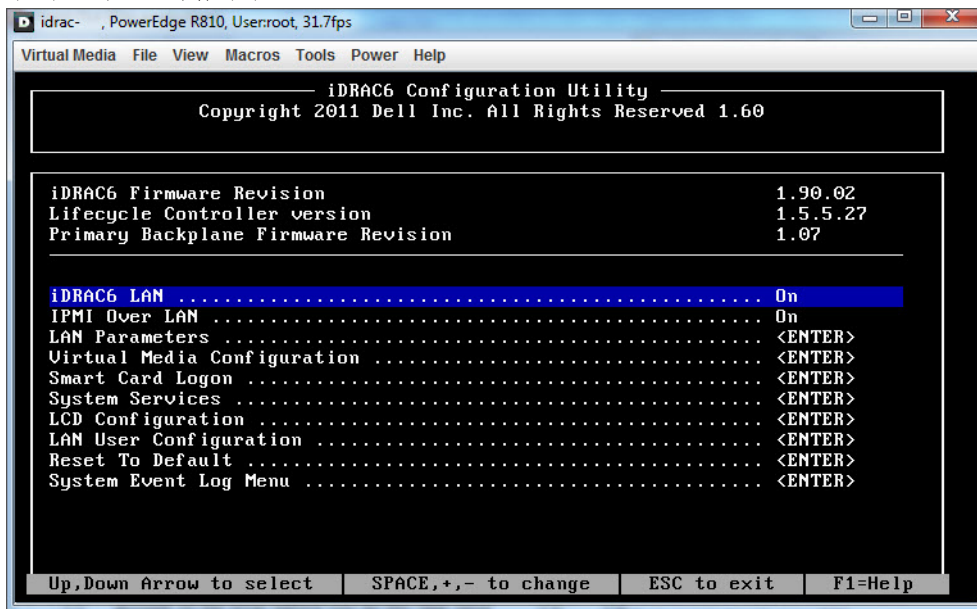 idrac- , PowerEdge R810, User:root, 31.7fps
Virtual Media File View Macros Tools Power Help
iDRAC6 Configuration Utility
Copyright 2011 Dell Inc. All Rights Reserved 1.60
iDRAC6 Firmware Revision 1.90.02
Lifecycle Controller version 1.5.5.27
Primary Backplane Firmware Revision 1.07
iDRAC6 LAN .................................................. On
IPMI Over LAN ............................................... On
LAN Parameters .............................................. <ENTER>
Virtual Media Configuration ................................. <ENTER>
Smart Card Logon ............................................ <ENTER>
System Services ............................................. <ENTER>
LCD Configuration ........................................... <ENTER>
LAN User Configuration ...................................... <ENTER>
Reset To Default ............................................ <ENTER>
System Event Log Menu ....................................... <ENTER>
Up,Down Arrow to select SPACE,+,- to change ESC to exit F1=Help